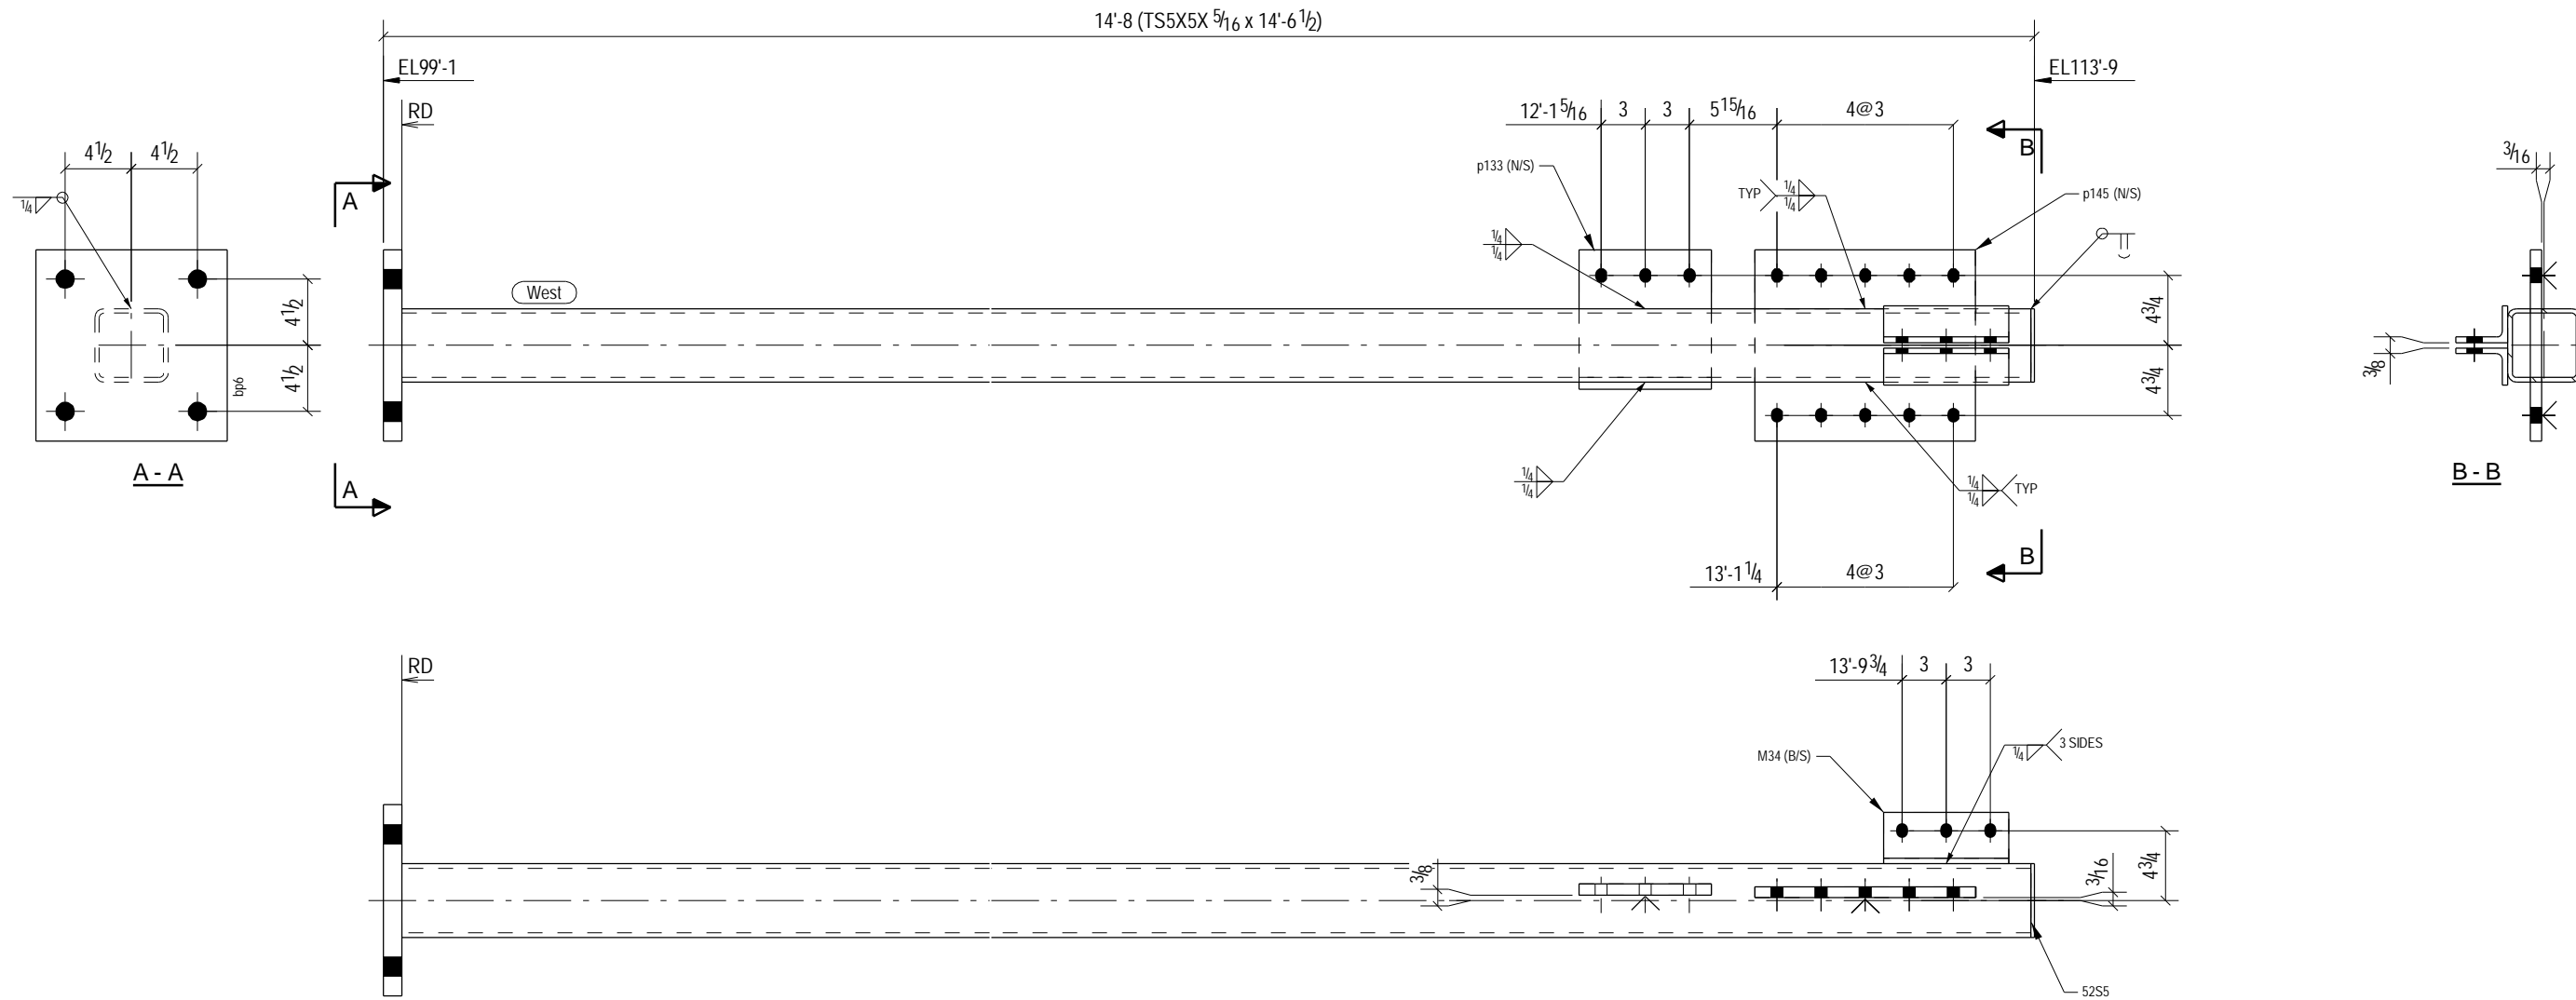 14'-8 (TS5X5X 5/16 x 14'-6 1/2)
EL99'-1
EL113'-9
RD
12'-1 5/16 3 3 5 15/16 4@3
4 1/2 4 1/2
B
3/16
p133 (N/S)
TYP 1/4 1/4
p145 (N/S)
1/4
A
1/4 1/4
West
4 1/2
4 3/4
3/8
4 1/2
4 3/4
bp6
A - A
A
1/4 1/4
1/4 1/4 TYP
B - B
B
13'-1 1/4 4@3
RD
13'-9 3/4 3 3
3 SIDES
1/4
M34 (B/S)
3/8
3/16
4 3/4
52S5